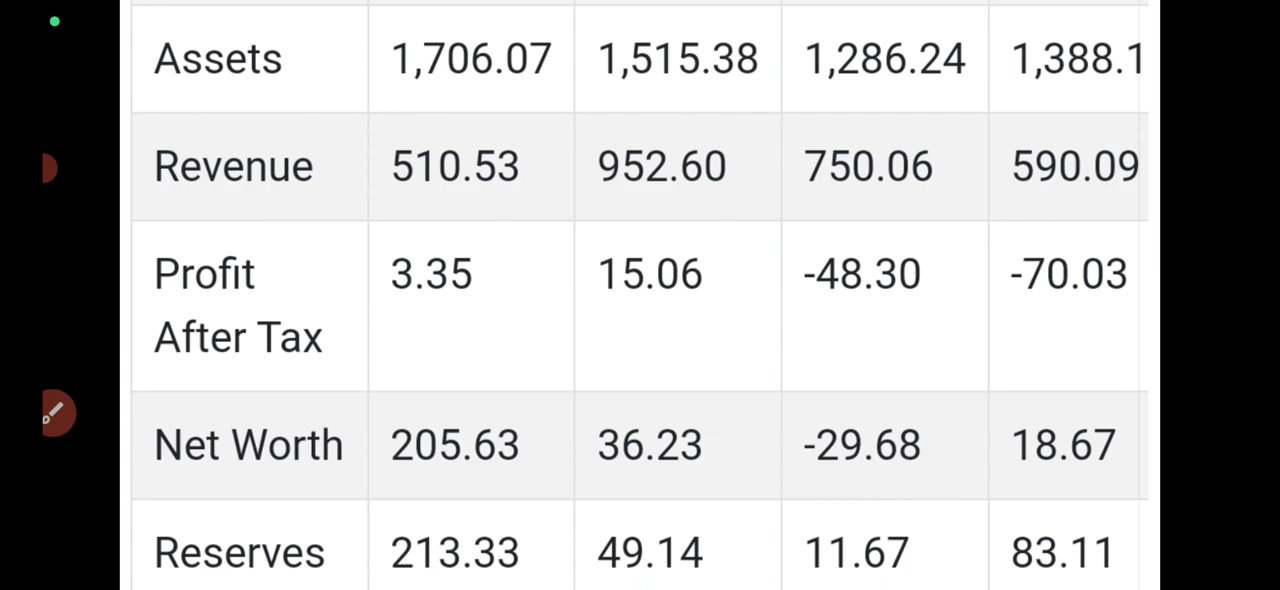 Assets 1,706.07 1,515.38 1,286.24 1,388.1
Revenue 510.53 952.60 750.06 590.09
Profit 3.35 15.06 -48.30 -70.03
After Tax
Net Worth 205.63 36.23 -29.68 18.67
Reserves 213.33 49.14 11.67 83.11